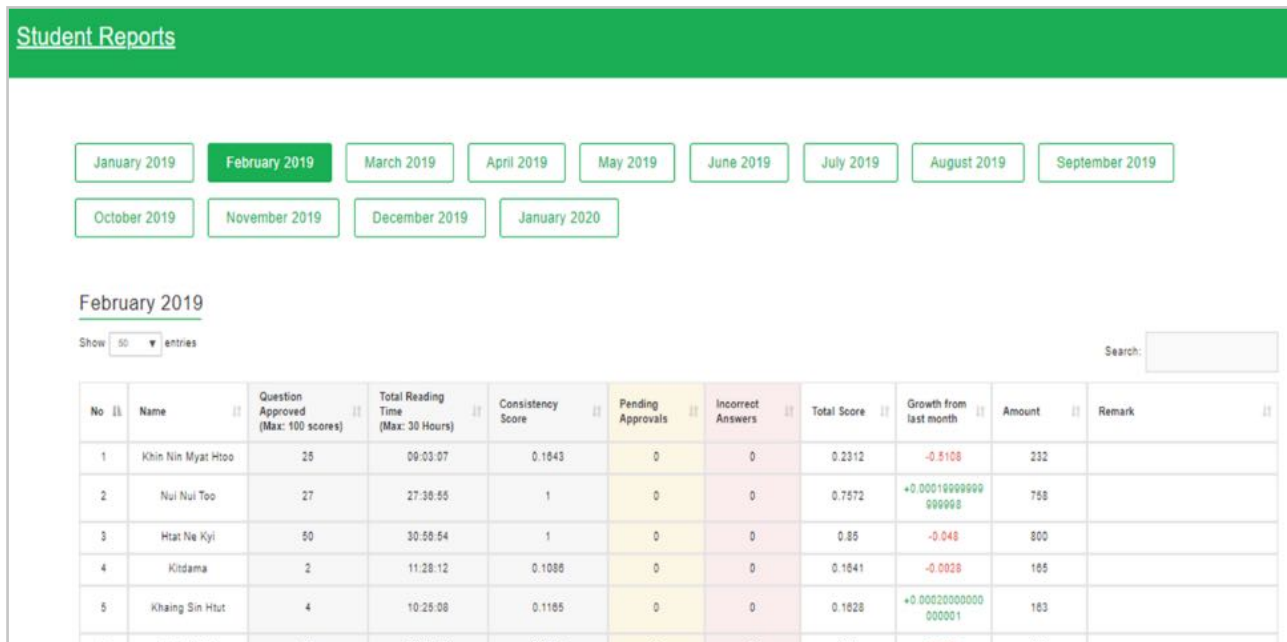 Student Reports
January 2019 February 2019 March 2019 April 2019 May 2019 June 2019 July 2019 August 2019 September 2019
October 2019 November 2019 December 2019 January 2020
February 2019
Show 50 entries
Search:
No Name Question Approved (Max: 100 scores) Total Reading Time (Max: 30 Hours) Consistency Score Pending Approvals Incorrect Answers Total Score Growth from last month Amount Remark
1 Khin Nin Myat Htoo 25 09:03:07 0.1643 0 0 0.2312 -0.5108 232
2 Nui Nui Too 27 27:36:55 1 0 0 0.7572 +0.00019999999999998 758
3 Htat Ne Kyi 50 30:56:54 1 0 0 0.85 -0.048 800
4 Kitdama 2 11:28:12 0.1086 0 0 0.1641 -0.0028 165
5 Khaing Sin Htut 4 10:25:08 0.1165 0 0 0.1628 +0.00020000000000001 163